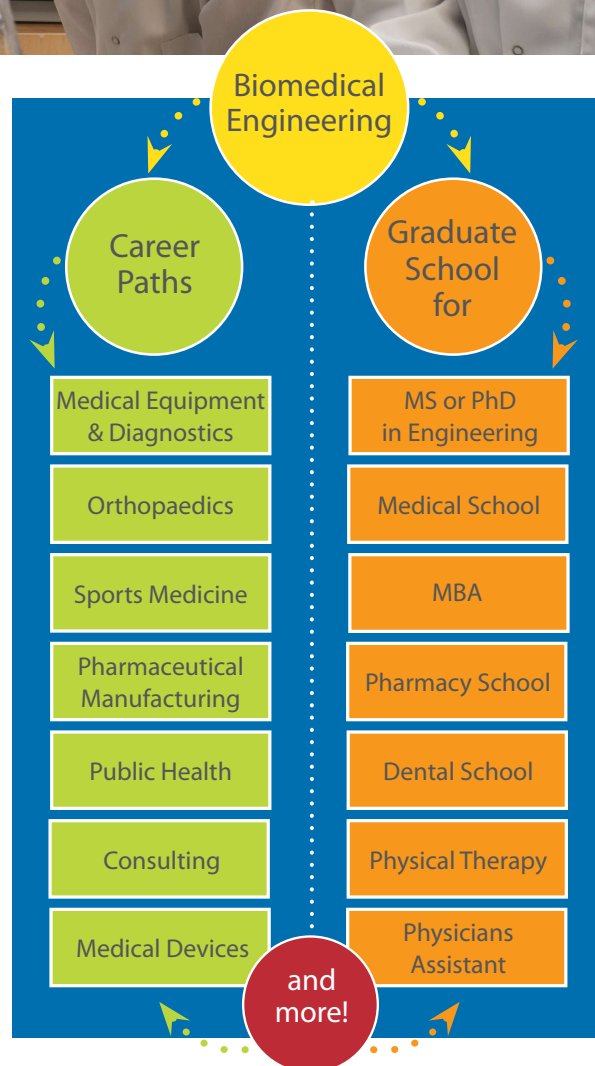 Biomedical
Engineering
Career
Paths
Medical Equipment
& Diagnostics
Orthopaedics
Sports Medicine
Pharmaceutical
Manufacturing
Public Health
Consulting
Medical Devices
Graduate
School
for
MS or PhD
in Engineering
Medical School
MBA
Pharmacy School
Dental School
Physical Therapy
Physicians
Assistant
and
more!